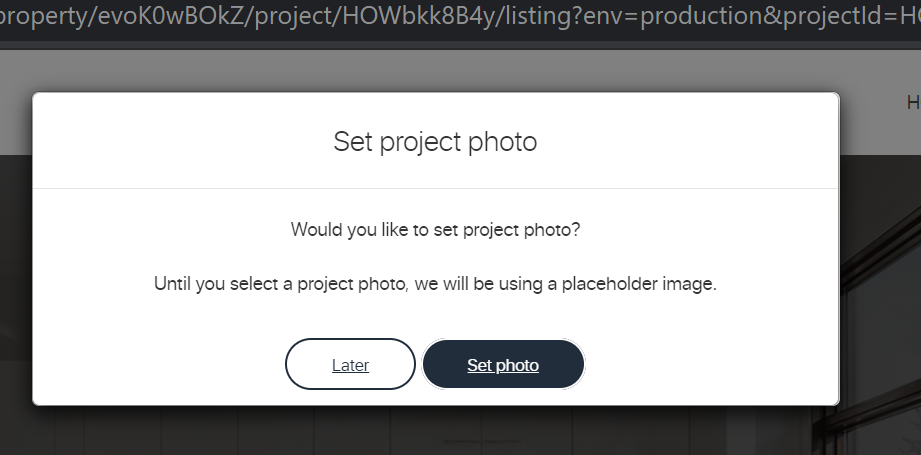 property/evoK0wBOkZ/project/HOWbkk8B4y/listing?env=production&projectId=H
H
Set project photo
Would you like to set project photo?
Until you select a project photo, we will be using a placeholder image.
Later
Set photo